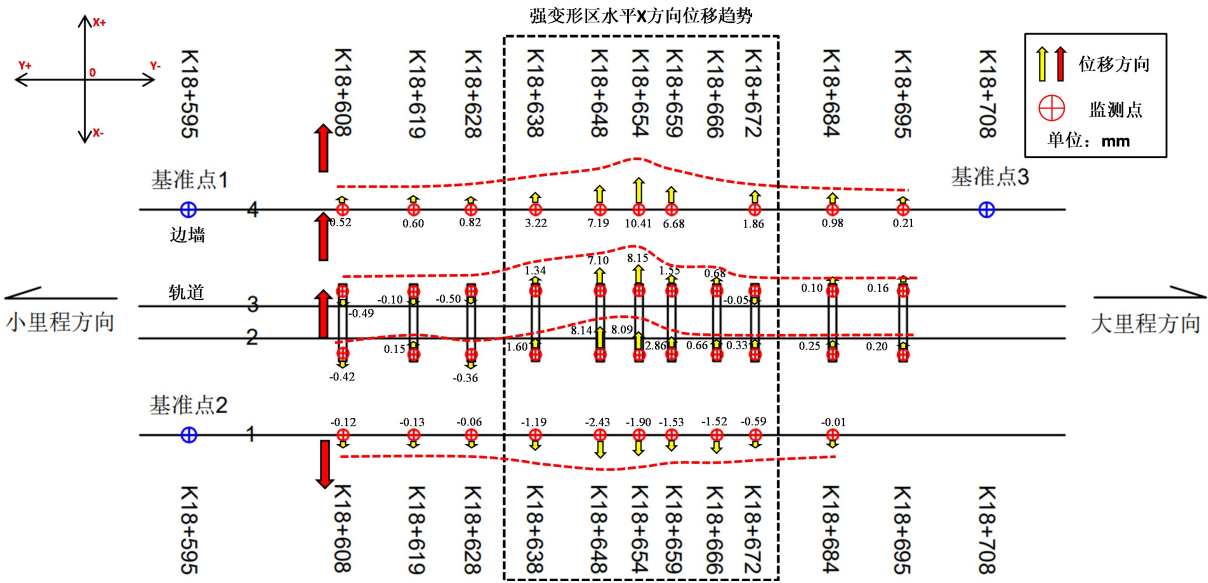 强变形区水平X方向位移趋势
X+
Y+
0
Y-
X-
K18+595
K18+608
K18+619
K18+628
K18+638
K18+648
K18+654
K18+659
K18+666
K18+672
K18+684
K18+695
K18+708
位移方向
监测点
单位：mm
基准点1
基准点3
4
边墙
0.52
0.60
0.82
3.22
7.19
10.41
6.68
1.86
0.98
0.21
1.34
7.10
8.15
1.55
0.68
轨道
-0.10
-0.50
-0.05
0.10
0.16
3
-0.49
小里程方向
大里程方向
2
0.15
1.60
8.14
8.09
2.86
0.66
0.33
0.25
0.20
-0.42
-0.36
基准点2
1
-0.12
-0.13
-0.06
-1.19
-2.43
-1.90
-1.53
-1.52
-0.59
-0.01
K18+595
K18+608
K18+619
K18+628
K18+638
K18+648
K18+654
K18+659
K18+666
K18+672
K18+684
K18+695
K18+708